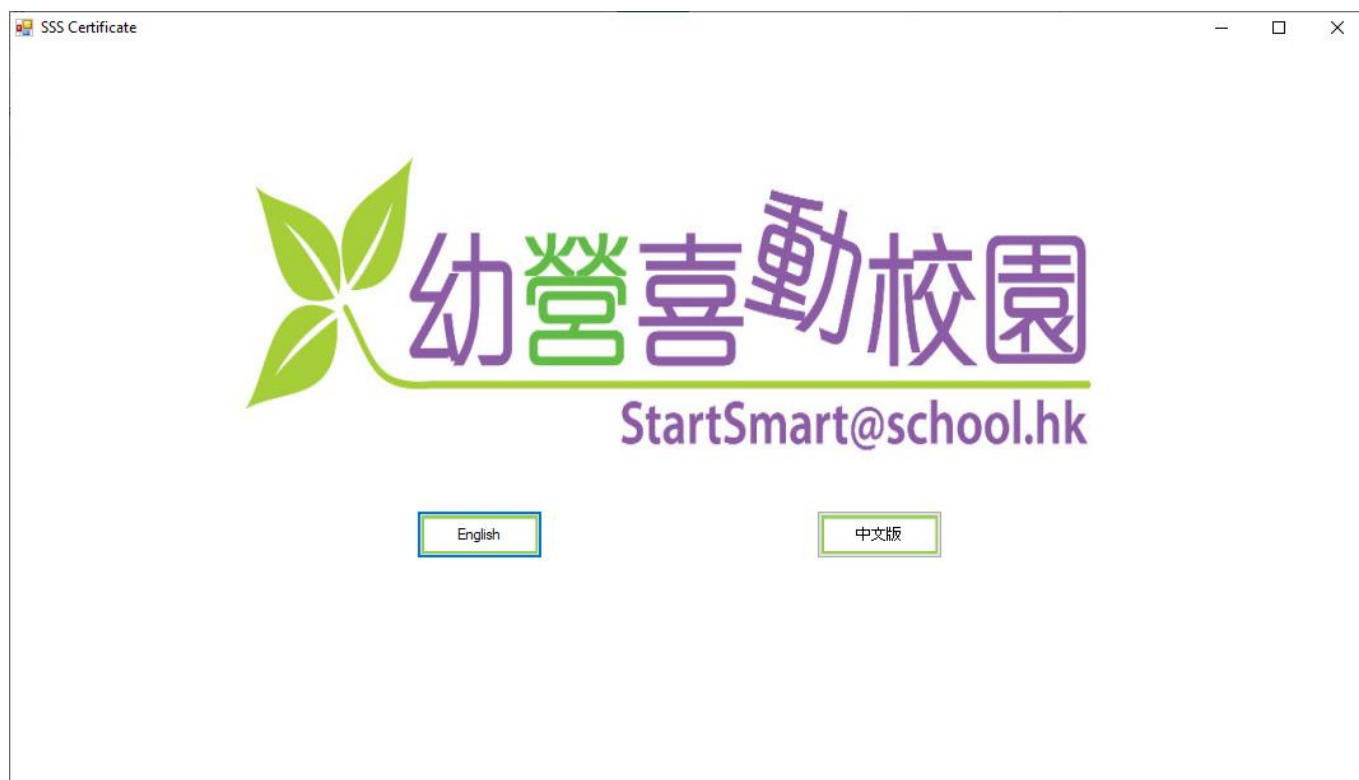 SSS Certificate
幼營喜動校園
StartSmart@school.hk
English
中文版